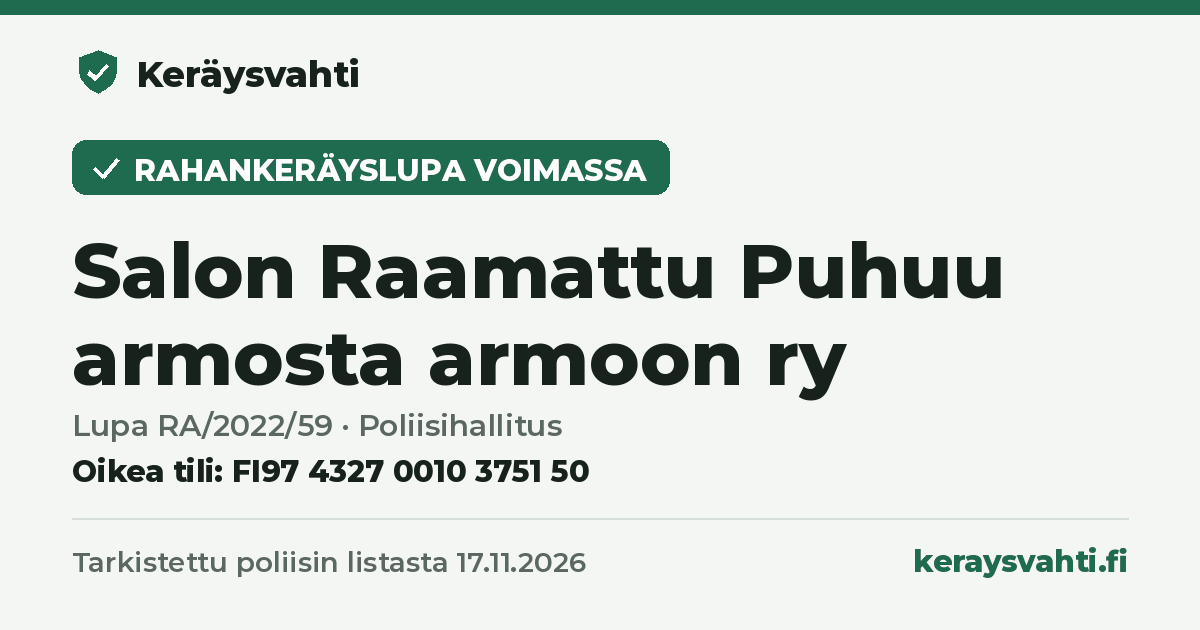 Keräysvahti
RAHANKERÄYSLUPA VOIMASSA
Salon Raamattu Puhuu
armosta armoon ry
Lupa RA/2022/59 · Poliisihallitus
Oikea tili: FI97 4327 0010 3751 50
Tarkistettu poliisin listasta 17.11.2026
keraysvahti.fi